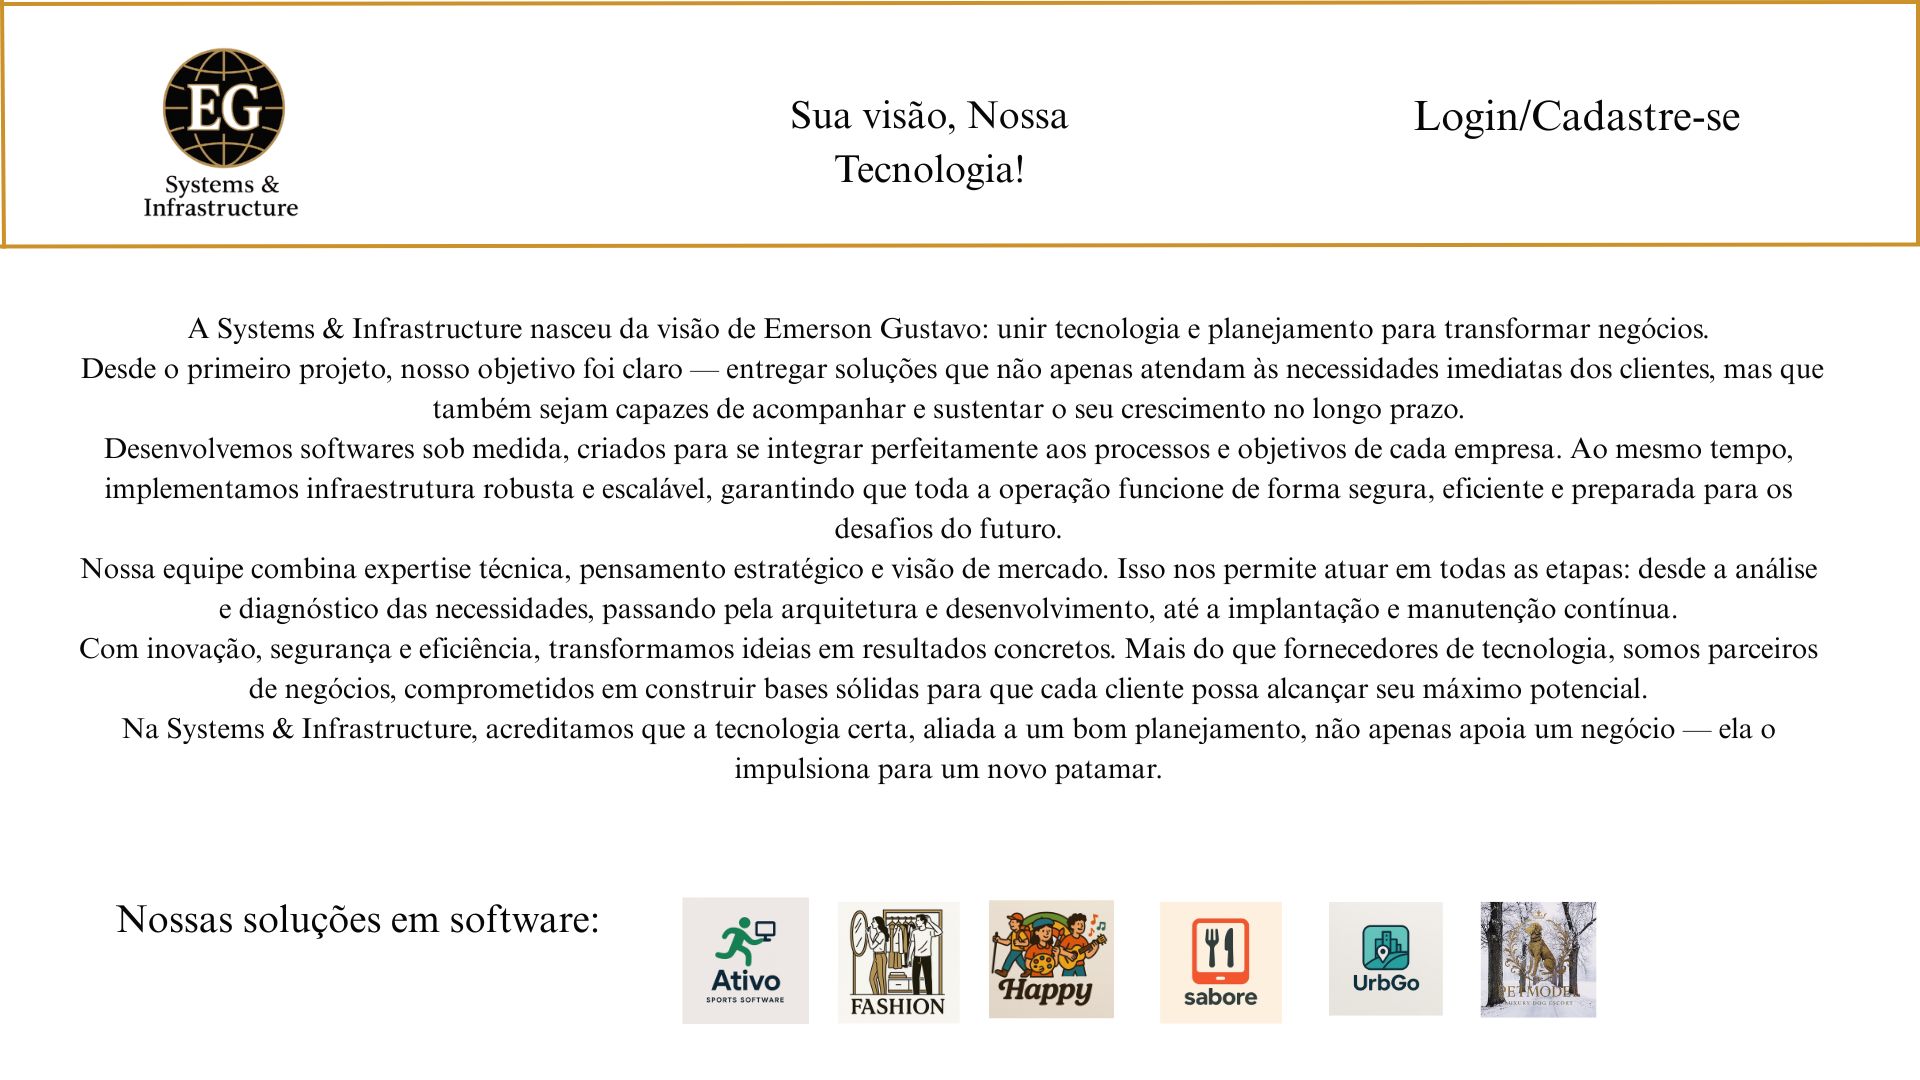 EG
Systems &
Infrastructure
Sua visão, Nossa
Tecnologia!
Login/Cadastre-se
A Systems & Infrastructure nasceu da visão de Emerson Gustavo: unir tecnologia e planejamento para transformar negócios.
Desde o primeiro projeto, nosso objetivo foi claro — entregar soluções que não apenas atendam às necessidades imediatas dos clientes, mas que
também sejam capazes de acompanhar e sustentar o seu crescimento no longo prazo.
Desenvolvemos softwares sob medida, criados para se integrar perfeitamente aos processos e objetivos de cada empresa. Ao mesmo tempo,
implementamos infraestrutura robusta e escalável, garantindo que toda a operação funcione de forma segura, eficiente e preparada para os
desafios do futuro.
Nossa equipe combina expertise técnica, pensamento estratégico e visão de mercado. Isso nos permite atuar em todas as etapas: desde a análise
e diagnóstico das necessidades, passando pela arquitetura e desenvolvimento, até a implantação e manutenção contínua.
Com inovação, segurança e eficiência, transformamos ideias em resultados concretos. Mais do que fornecedores de tecnologia, somos parceiros
de negócios, comprometidos em construir bases sólidas para que cada cliente possa alcançar seu máximo potencial.
Na Systems & Infrastructure, acreditamos que a tecnologia certa, aliada a um bom planejamento, não apenas apoia um negócio — ela o
impulsiona para um novo patamar.
Nossas soluções em software:
Ativo
SPORTS SOFTWARE
FASHION
Happy
sabore
UrbGo
PET MODEL
LUXURY DOG ESCORT